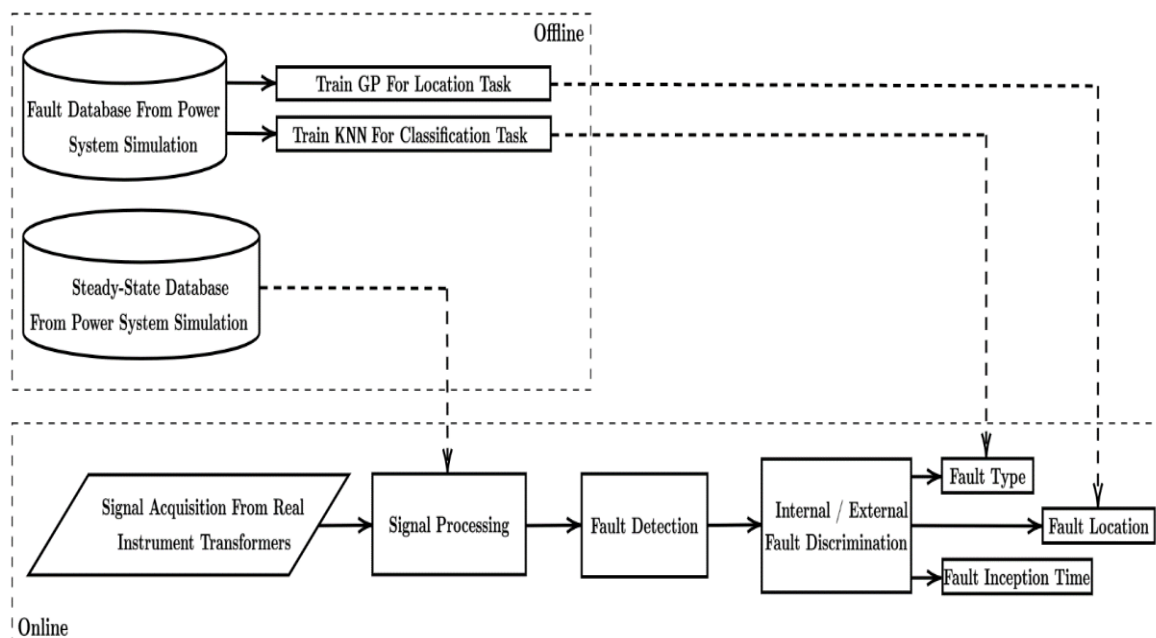 Offline
Train GP For Location Task
Fault Database From Power
System Simulation
Train KNN For Classification Task
Steady-State Database
From Power System Simulation
Signal Acquisition From Real
Instrument Transformers
Signal Processing
Fault Detection
Internal / External
Fault Discrimination
Fault Type
Fault Location
Fault Inception Time
Online